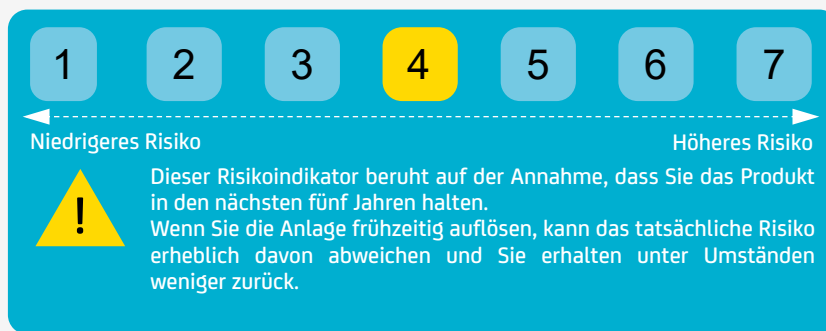 1 2 3 4 5 6 7
Niedrigeres Risiko Höheres Risiko
!
Dieser Risikoindikator beruht auf der Annahme, dass Sie das Produkt
in den nächsten fünf Jahren halten.
Wenn Sie die Anlage frühzeitig auflösen, kann das tatsächliche Risiko
erheblich davon abweichen und Sie erhalten unter Umständen
weniger zurück.